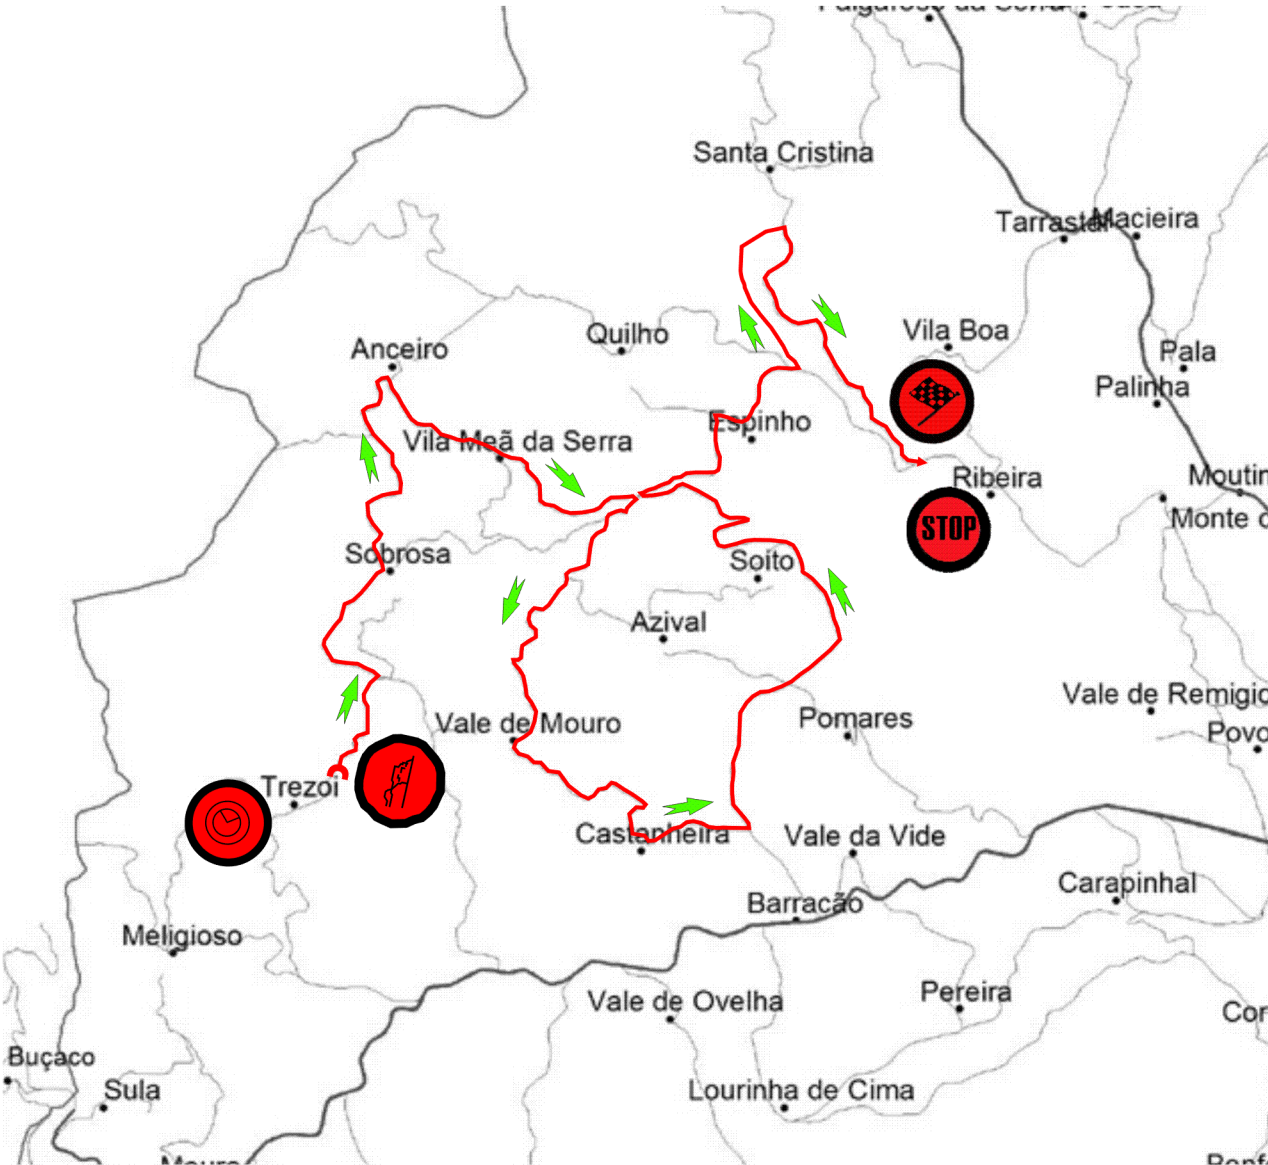 Santa Cristina
Tarrastal
Macieira
Vila Boa
Quilho
Anceiro
Pala
Palinha
Espinho
Vila Meã da Serra
Ribeira
Moutin
Monte d
STOP
Sobrosa
Soito
Azival
Vale de Remigio
Vale de Mouro
Pomares
Povo
Trezoi
Castanheira
Vale da Vide
Carapinhal
Barracão
Meligioso
Vale de Ovelha
Pereira
Cor
Buçaco
Sula
Lourinha de Cima